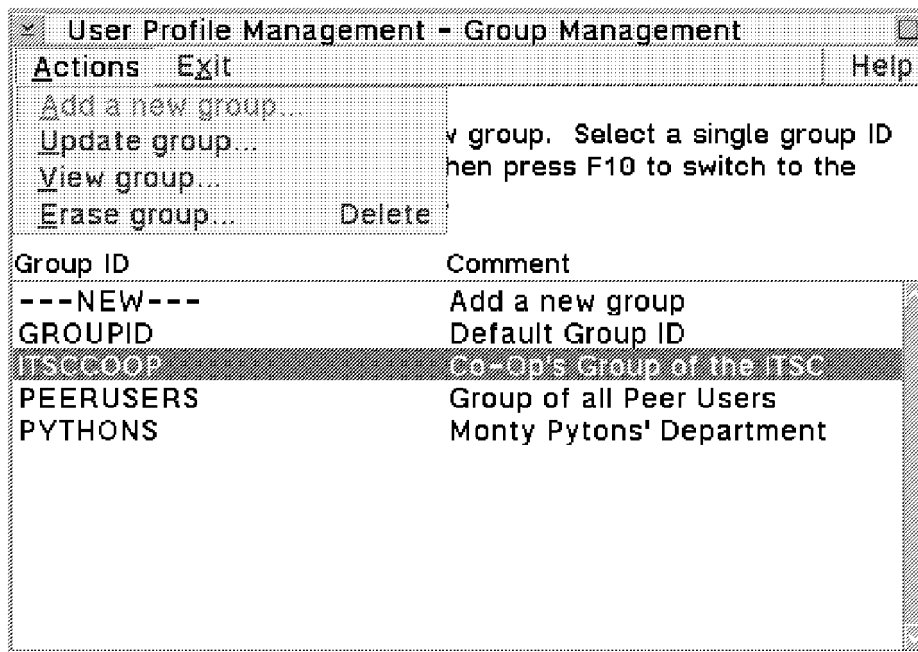 User Profile Management - Group Management
Actions Exit Help
Add a new group...
Update group...
View group...
Erase group... Delete
group. Select a single group ID
press F10 to switch to the
Group ID Comment
---NEW--- Add a new group
GROUPID Default Group ID
ITSCCOOP Co-Op's Group of the ITSC
PEERUSERS Group of all Peer Users
PYTHONS Monty Pytons' Department